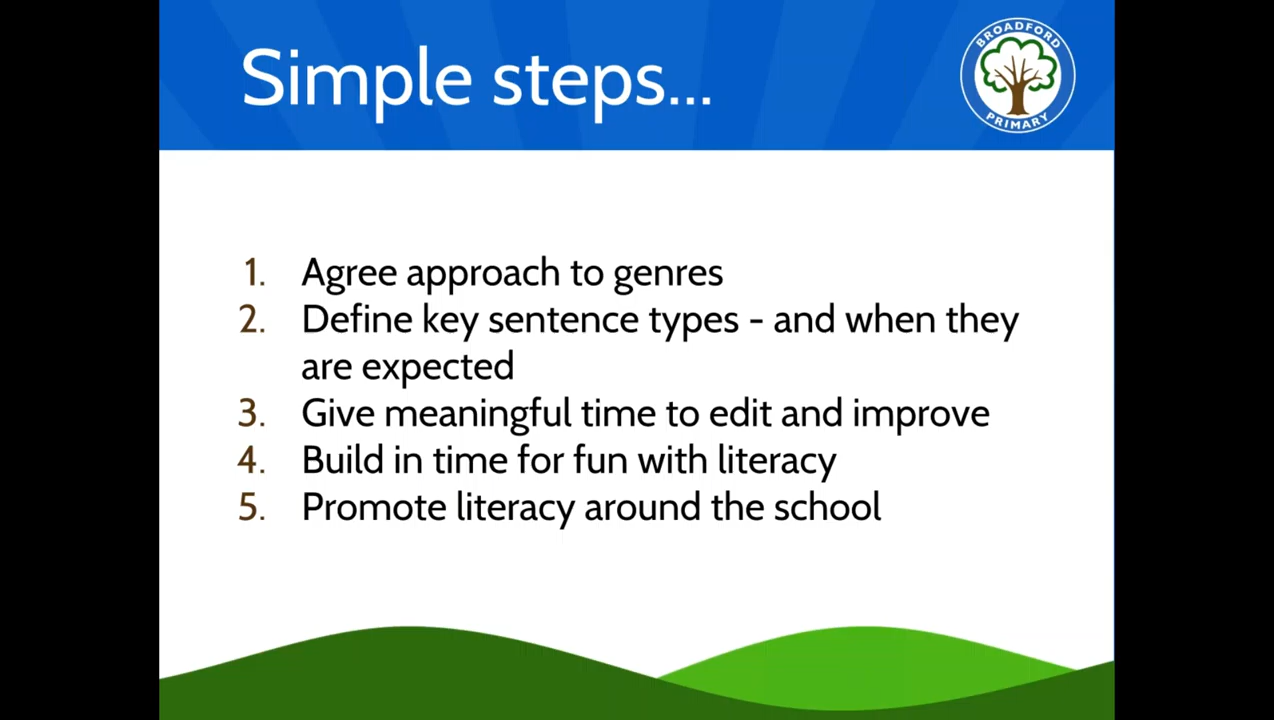 Simple steps...
BROADFORD
PRIMARY
1. Agree approach to genres
2. Define key sentence types - and when they
are expected
3. Give meaningful time to edit and improve
4. Build in time for fun with literacy
5. Promote literacy around the school